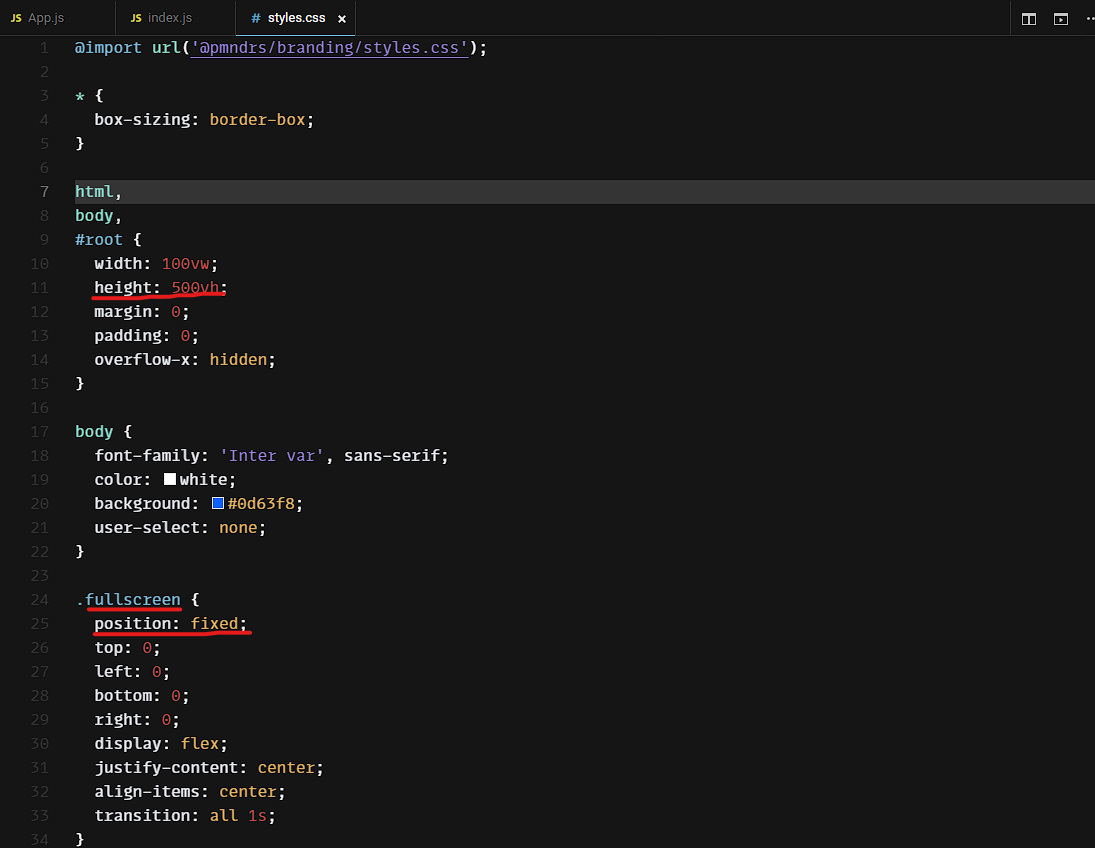 JS App.js JS index.js # styles.css ×
1 @import url('@pmndrs/branding/styles.css');
2
3 * {
4   box-sizing: border-box;
5 }
6
7 html,
8 body,
9 #root {
10   width: 100vw;
11   height: 500vh;
12   margin: 0;
13   padding: 0;
14   overflow-x: hidden;
15 }
16
17 body {
18   font-family: 'Inter var', sans-serif;
19   color: white;
20   background: #0d63f8;
21   user-select: none;
22 }
23
24 .fullscreen {
25   position: fixed;
26   top: 0;
27   left: 0;
28   bottom: 0;
29   right: 0;
30   display: flex;
31   justify-content: center;
32   align-items: center;
33   transition: all 1s;
34 }